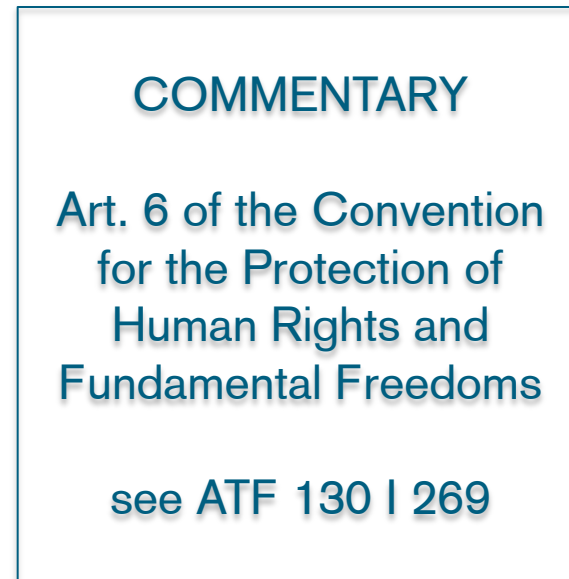 COMMENTARY
Art. 6 of the Convention
for the Protection of
Human Rights and
Fundamental Freedoms
see ATF 130 I 269